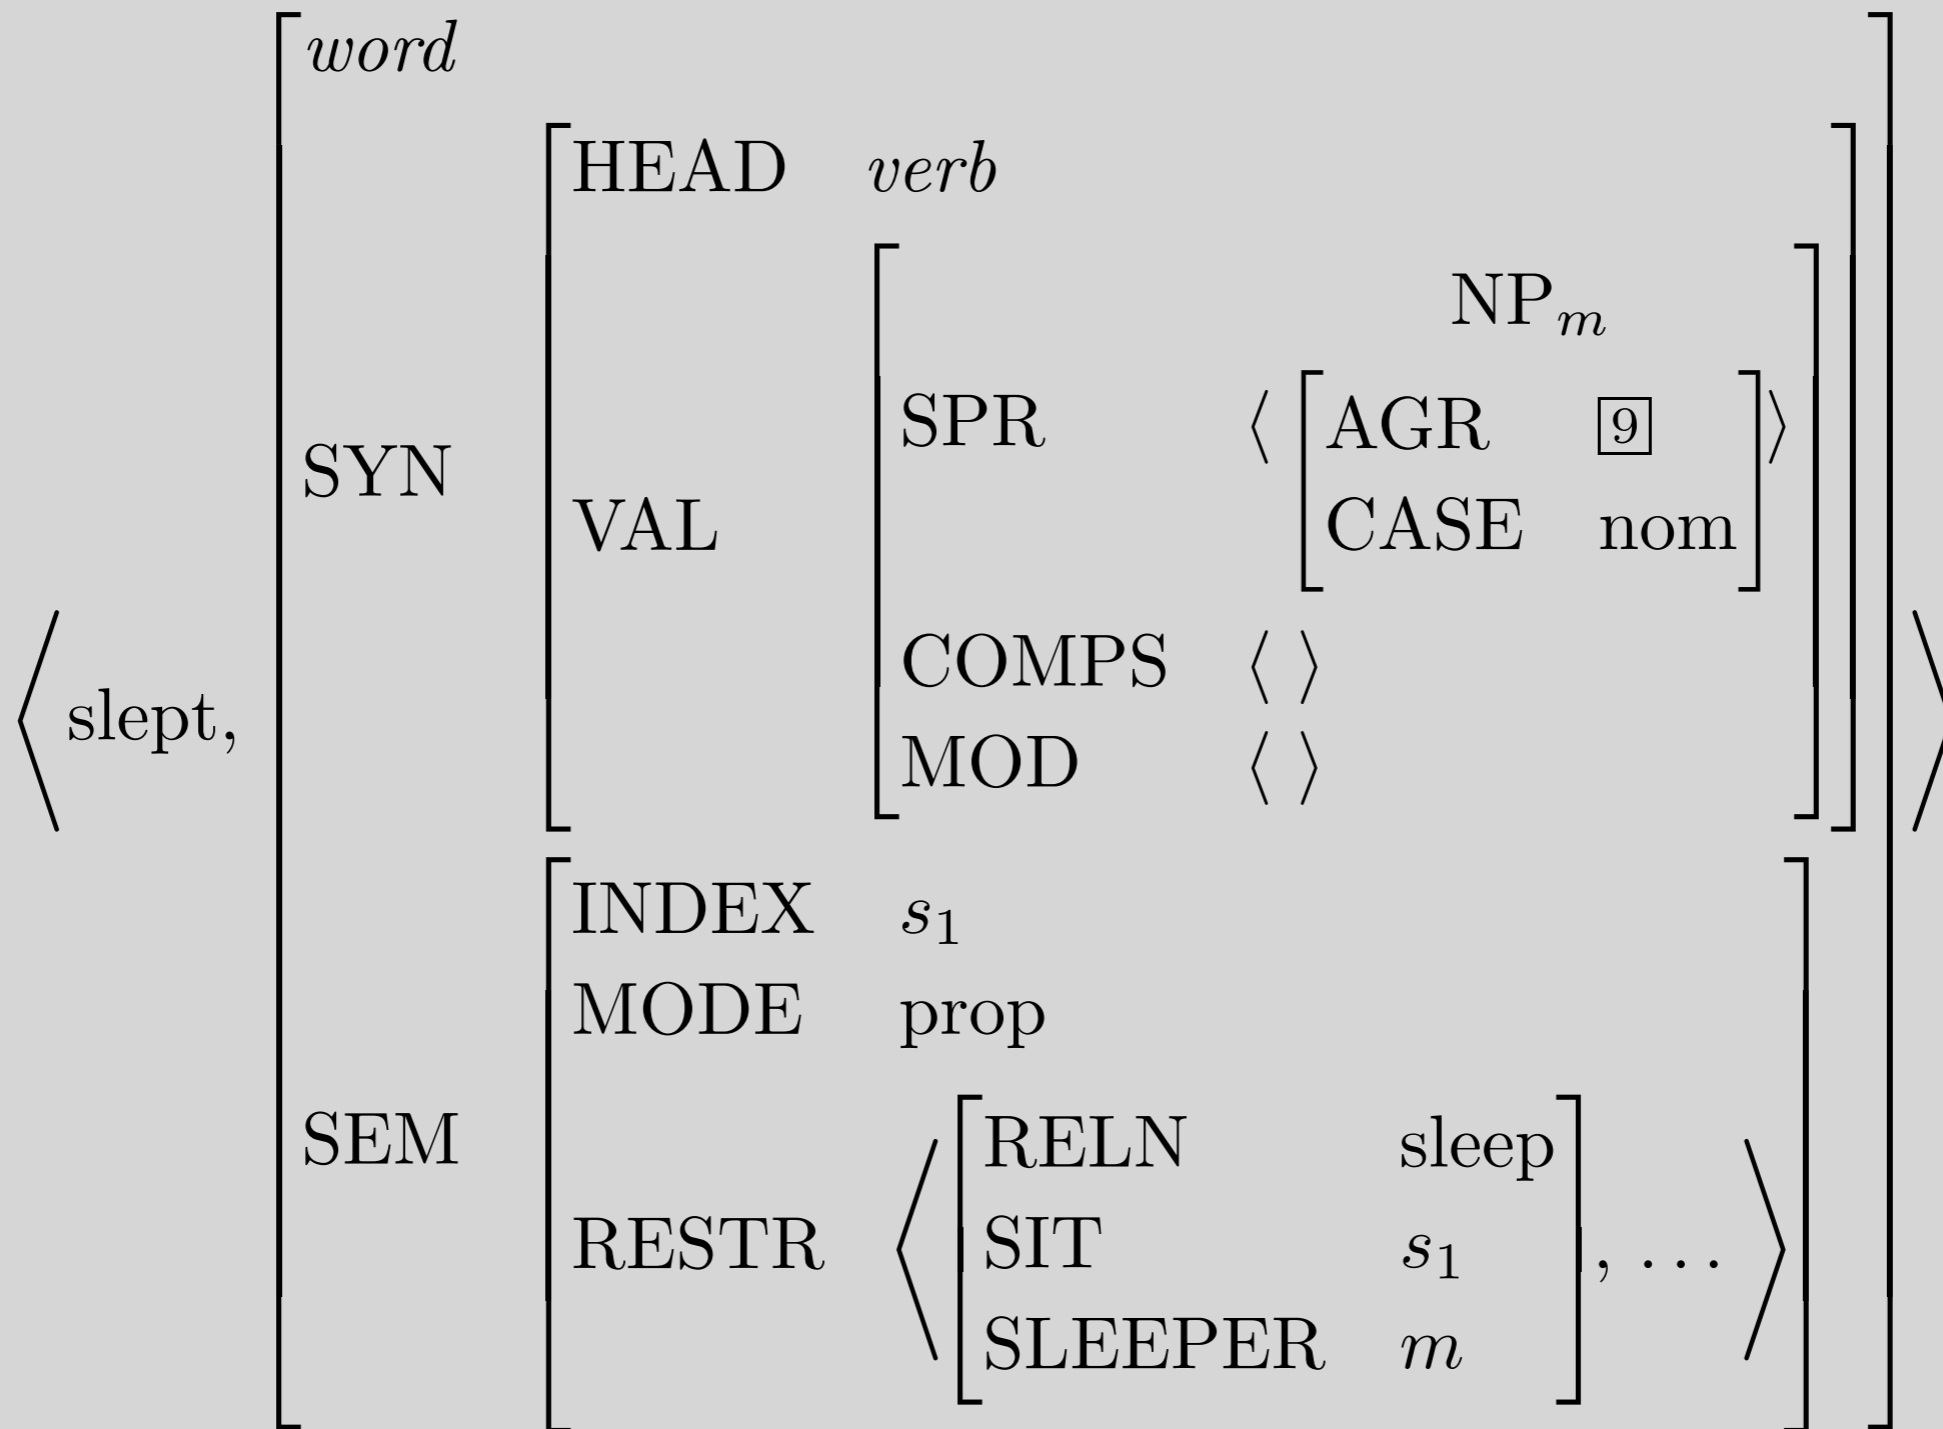 word
HEAD verb
NPₘ
SPR ⟨ [AGR 9] ⟩
SYN
VAL CASE nom
COMPS ⟨ ⟩
⟨ slept,
MOD ⟨ ⟩
INDEX s₁
MODE prop
SEM
RELN sleep
RESTR ⟨ SIT s₁ , … ⟩
SLEEPER m